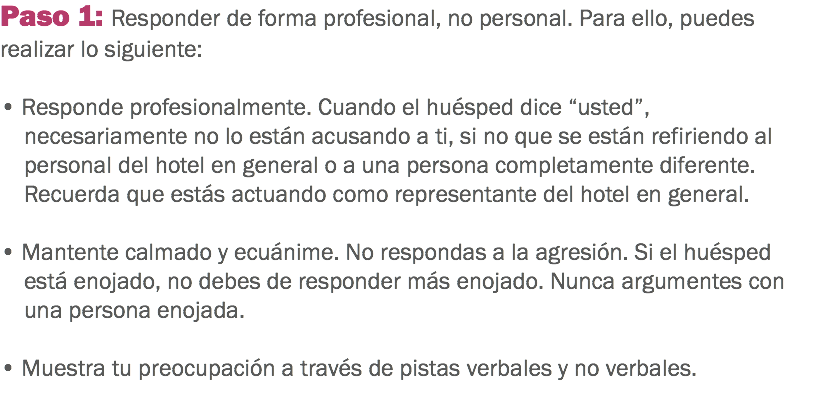 Paso 1: Responder de forma profesional, no personal. Para ello, puedes
realizar lo siguiente:
• Responde profesionalmente. Cuando el huésped dice “usted”,
necesariamente no lo están acusando a ti, si no que se están refiriendo al
personal del hotel en general o a una persona completamente diferente.
Recuerda que estás actuando como representante del hotel en general.
• Mantente calmado y ecuánime. No respondas a la agresión. Si el huésped
está enojado, no debes de responder más enojado. Nunca argumentes con
una persona enojada.
• Muestra tu preocupación a través de pistas verbales y no verbales.